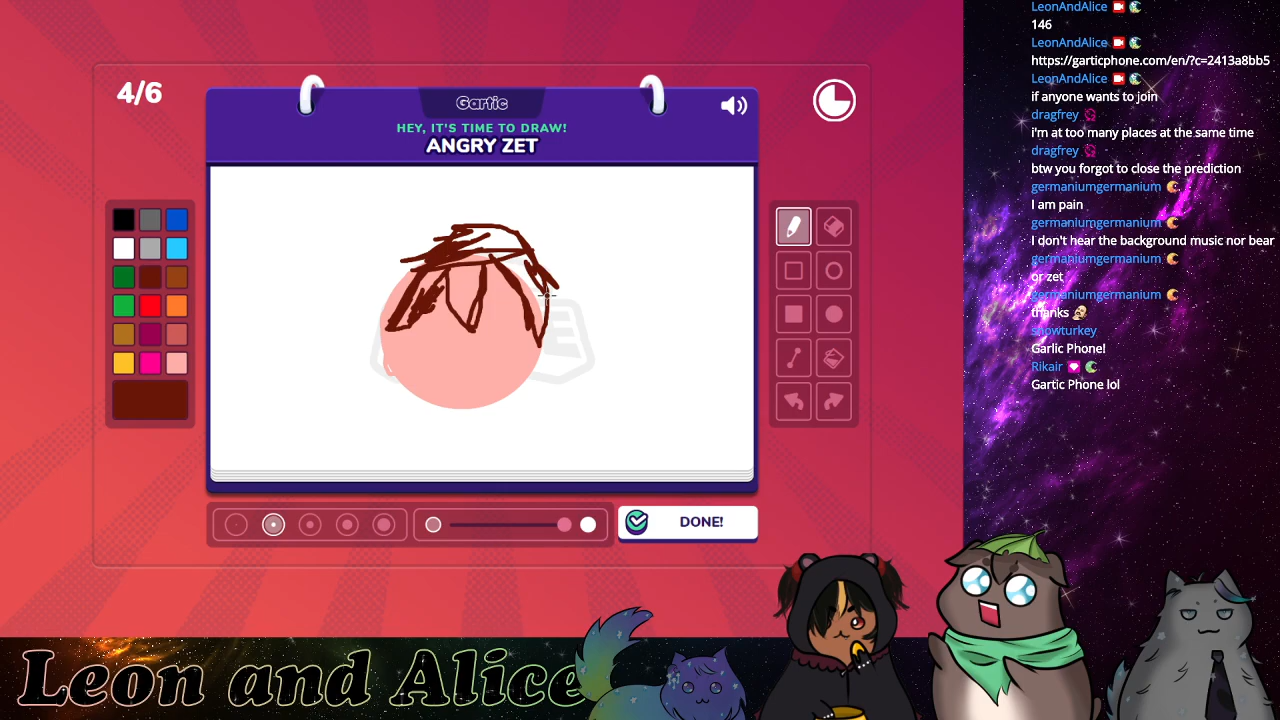 4/6
Gartic
HEY, IT'S TIME TO DRAW!
ANGRY ZET
DONE!
LeonAndAlice
146
LeonAndAlice
https://garticphone.com/en/?c=2413a8bb5
LeonAndAlice
if anyone wants to join
dragfrey
i'm at too many places at the same time
dragfrey
btw you forgot to close the prediction
germaniumgermanium
I am pain
germaniumgermanium
I don't hear the background music nor bear
germaniumgermanium
or zet
germaniumgermanium
thanks
snowturkey
Garlic Phone!
Rikair
Gartic Phone lol
Leon and Alice